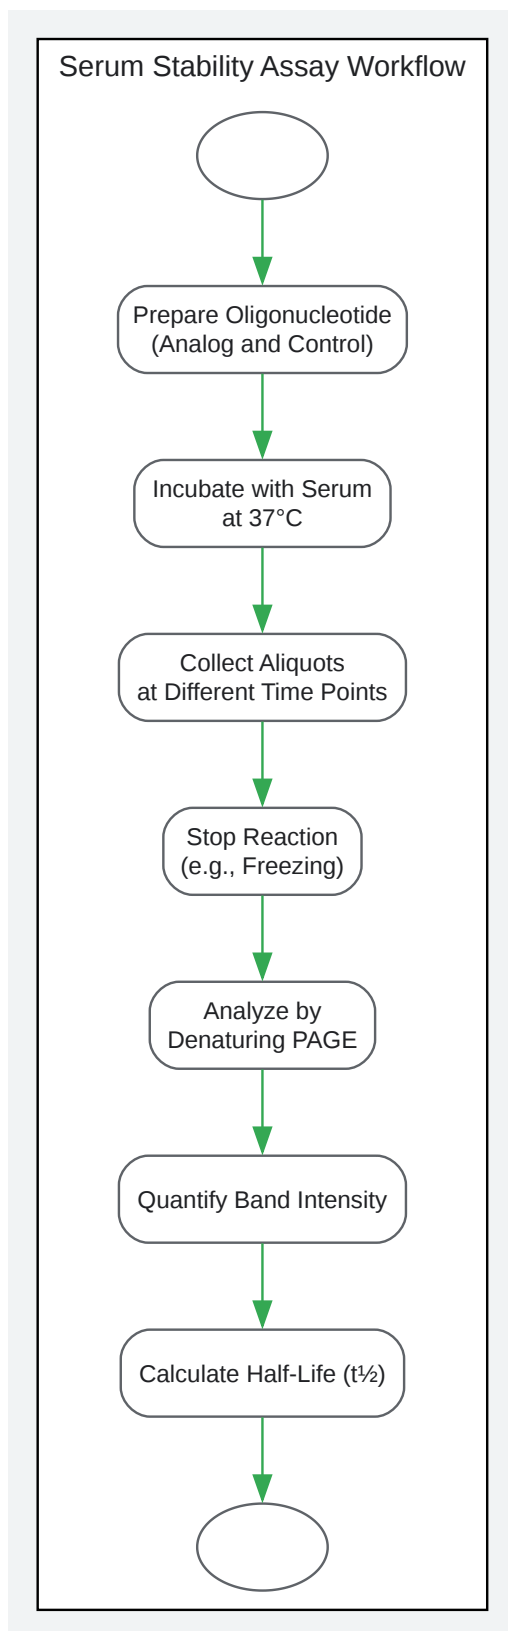 Serum Stability Assay Workflow
Prepare Oligonucleotide
(Analog and Control)
Incubate with Serum
at 37°C
Collect Aliquots
at Different Time Points
Stop Reaction
(e.g., Freezing)
Analyze by
Denaturing PAGE
Quantify Band Intensity
Calculate Half-Life (t½)